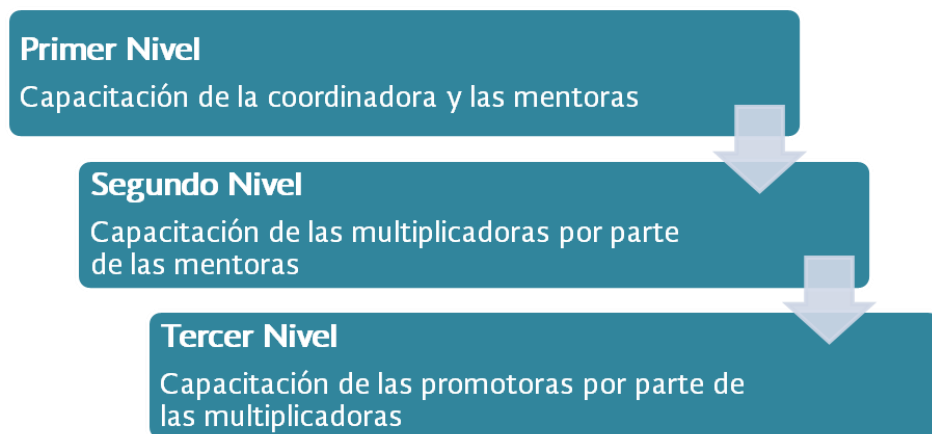 Primer Nivel
Capacitación de la coordinadora y las mentoras
Segundo Nivel
Capacitación de las multiplicadoras por parte
de las mentoras
Tercer Nivel
Capacitación de las promotoras por parte de
las multiplicadoras